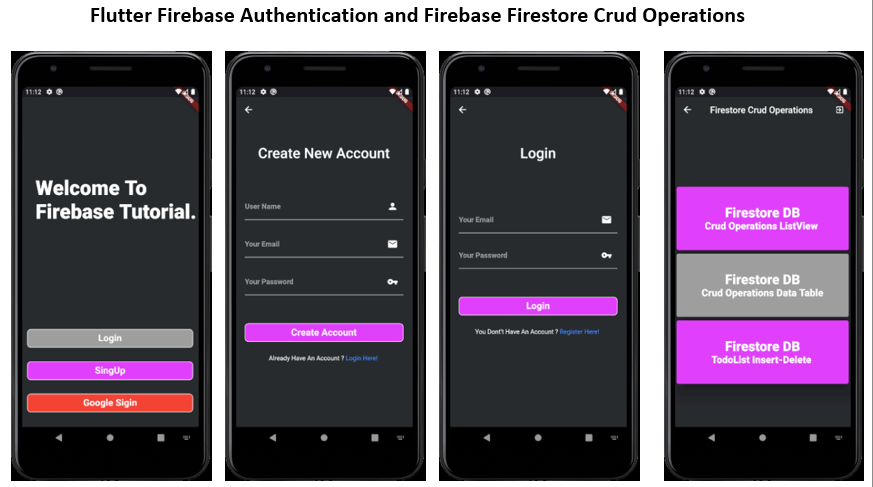 Flutter Firebase Authentication and Firebase Firestore Crud Operations
11:12
Welcome To
Firebase Tutorial.
Login
SingUp
Google Sigin
11:12
Create New Account
User Name
Your Email
Your Password
Create Account
Already Have An Account ? Login Here!
11:12
Login
Your Email
Your Password
Login
You Dont't Have An Account ? Register Here!
11:12
Firestore Crud Operations
Firestore DB
Crud Operations ListView
Firestore DB
Crud Operations Data Table
Firestore DB
TodoList Insert-Delete